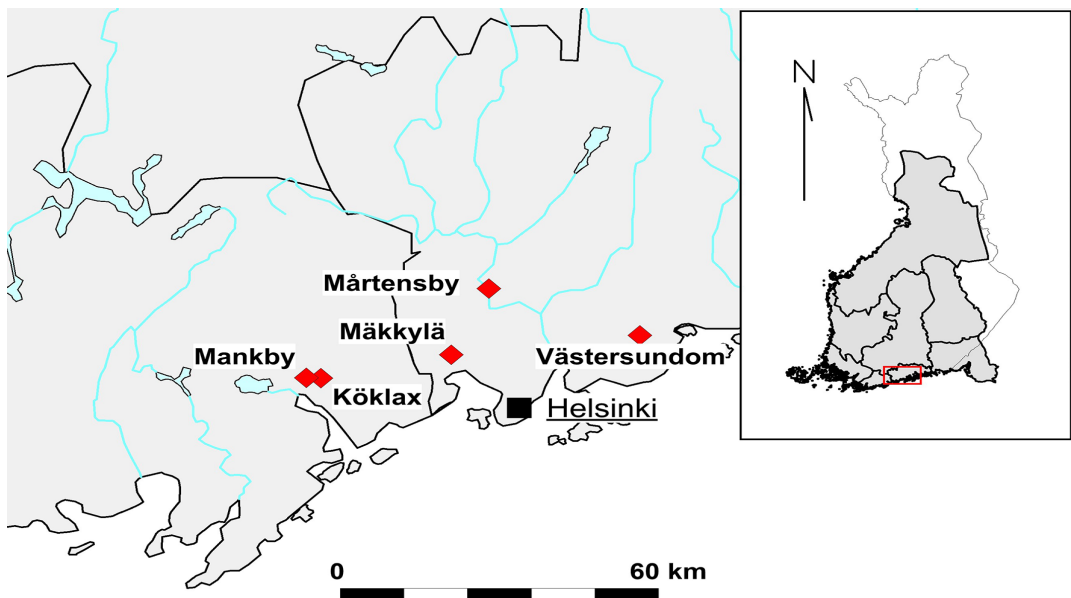 N
Mårtensby
Mäkkylä
Mankby
Västersundom
Köklax
Helsinki
0 60 km